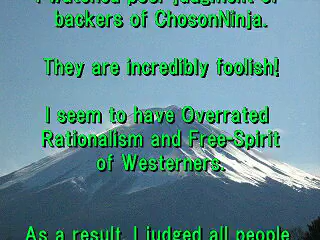 I watched poor judgment of
backers of ChosonNinja.
They are incredibly foolish!
I seem to have Overrated
Rationalism and Free-Spirit
of Westerners.
As a result, I judged all people